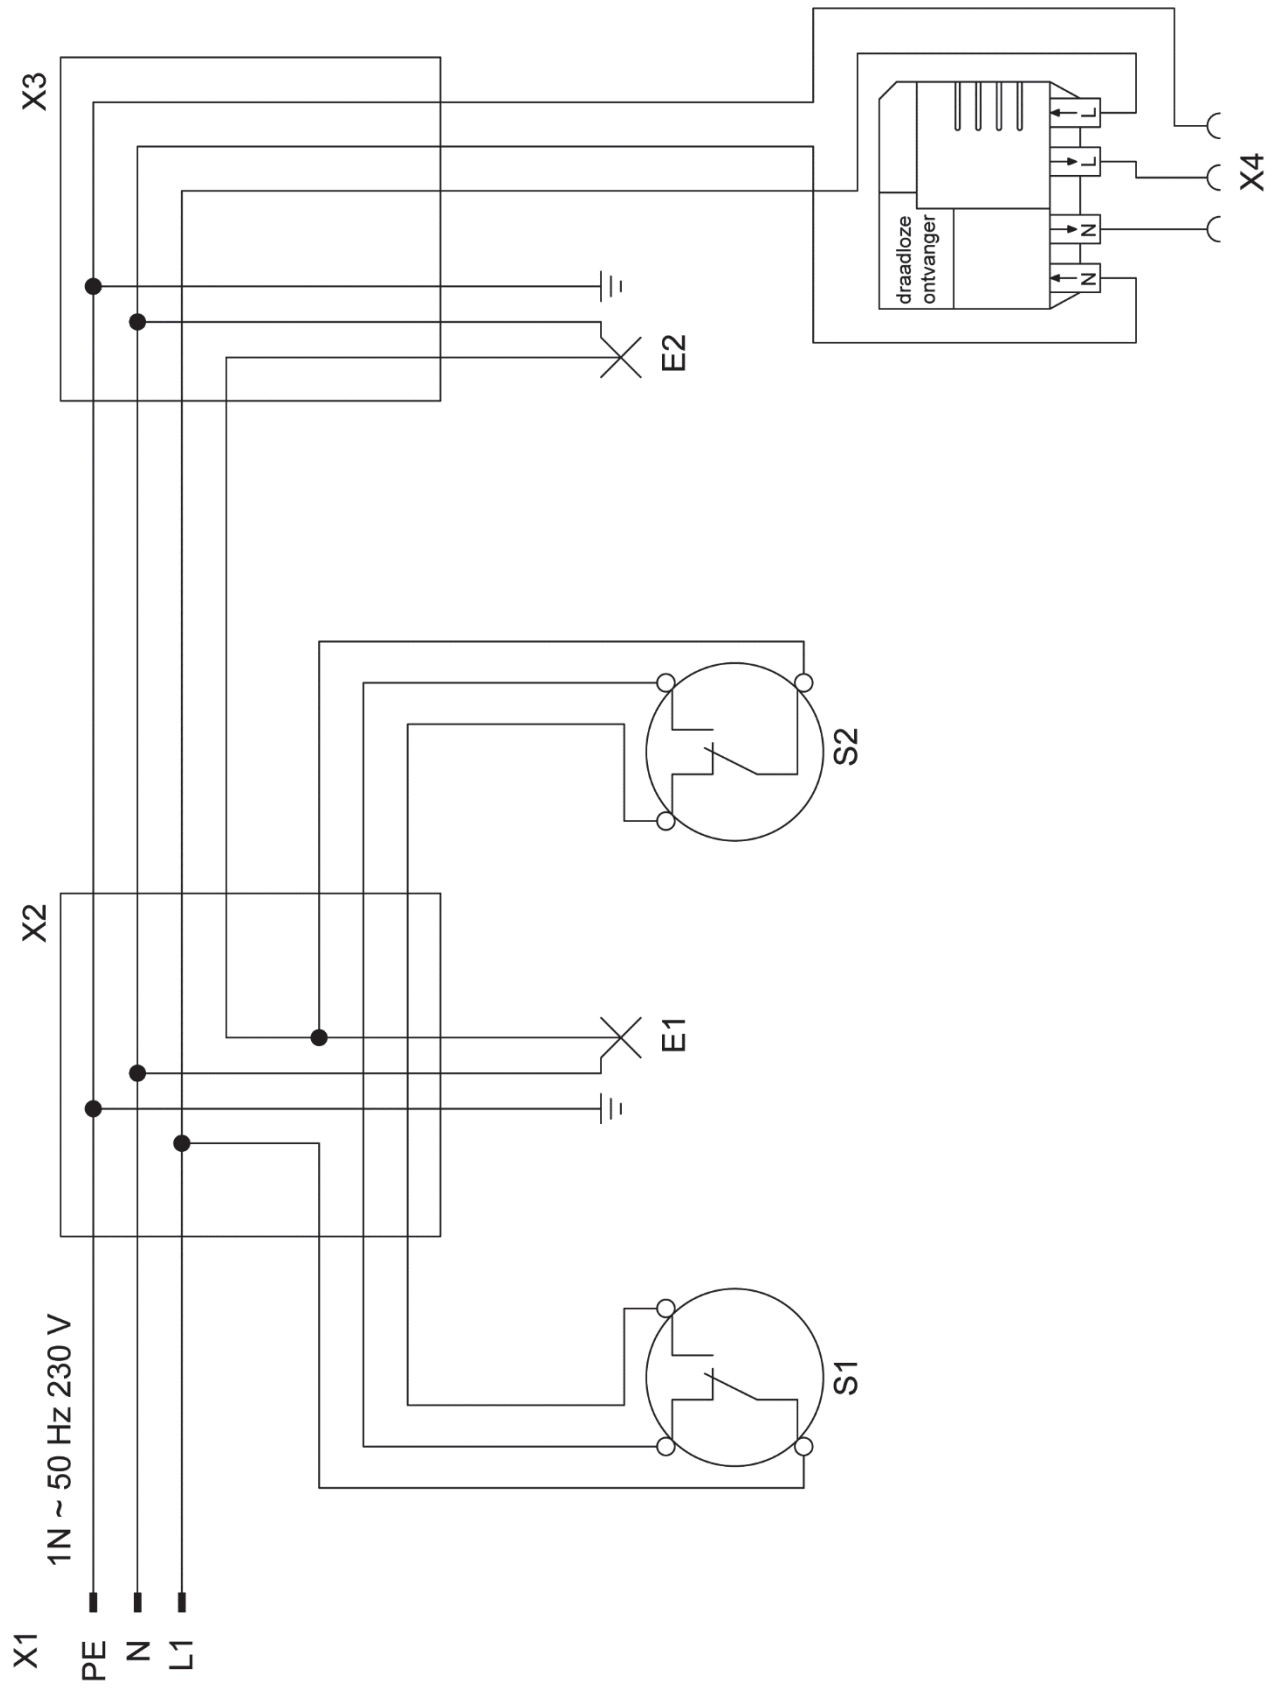 X1
1N ~ 50 Hz 230 V
PE
N
L1
X2
X3
S1
E1
S2
E2
draadloze
ontvanger
N
N
L
L
X4